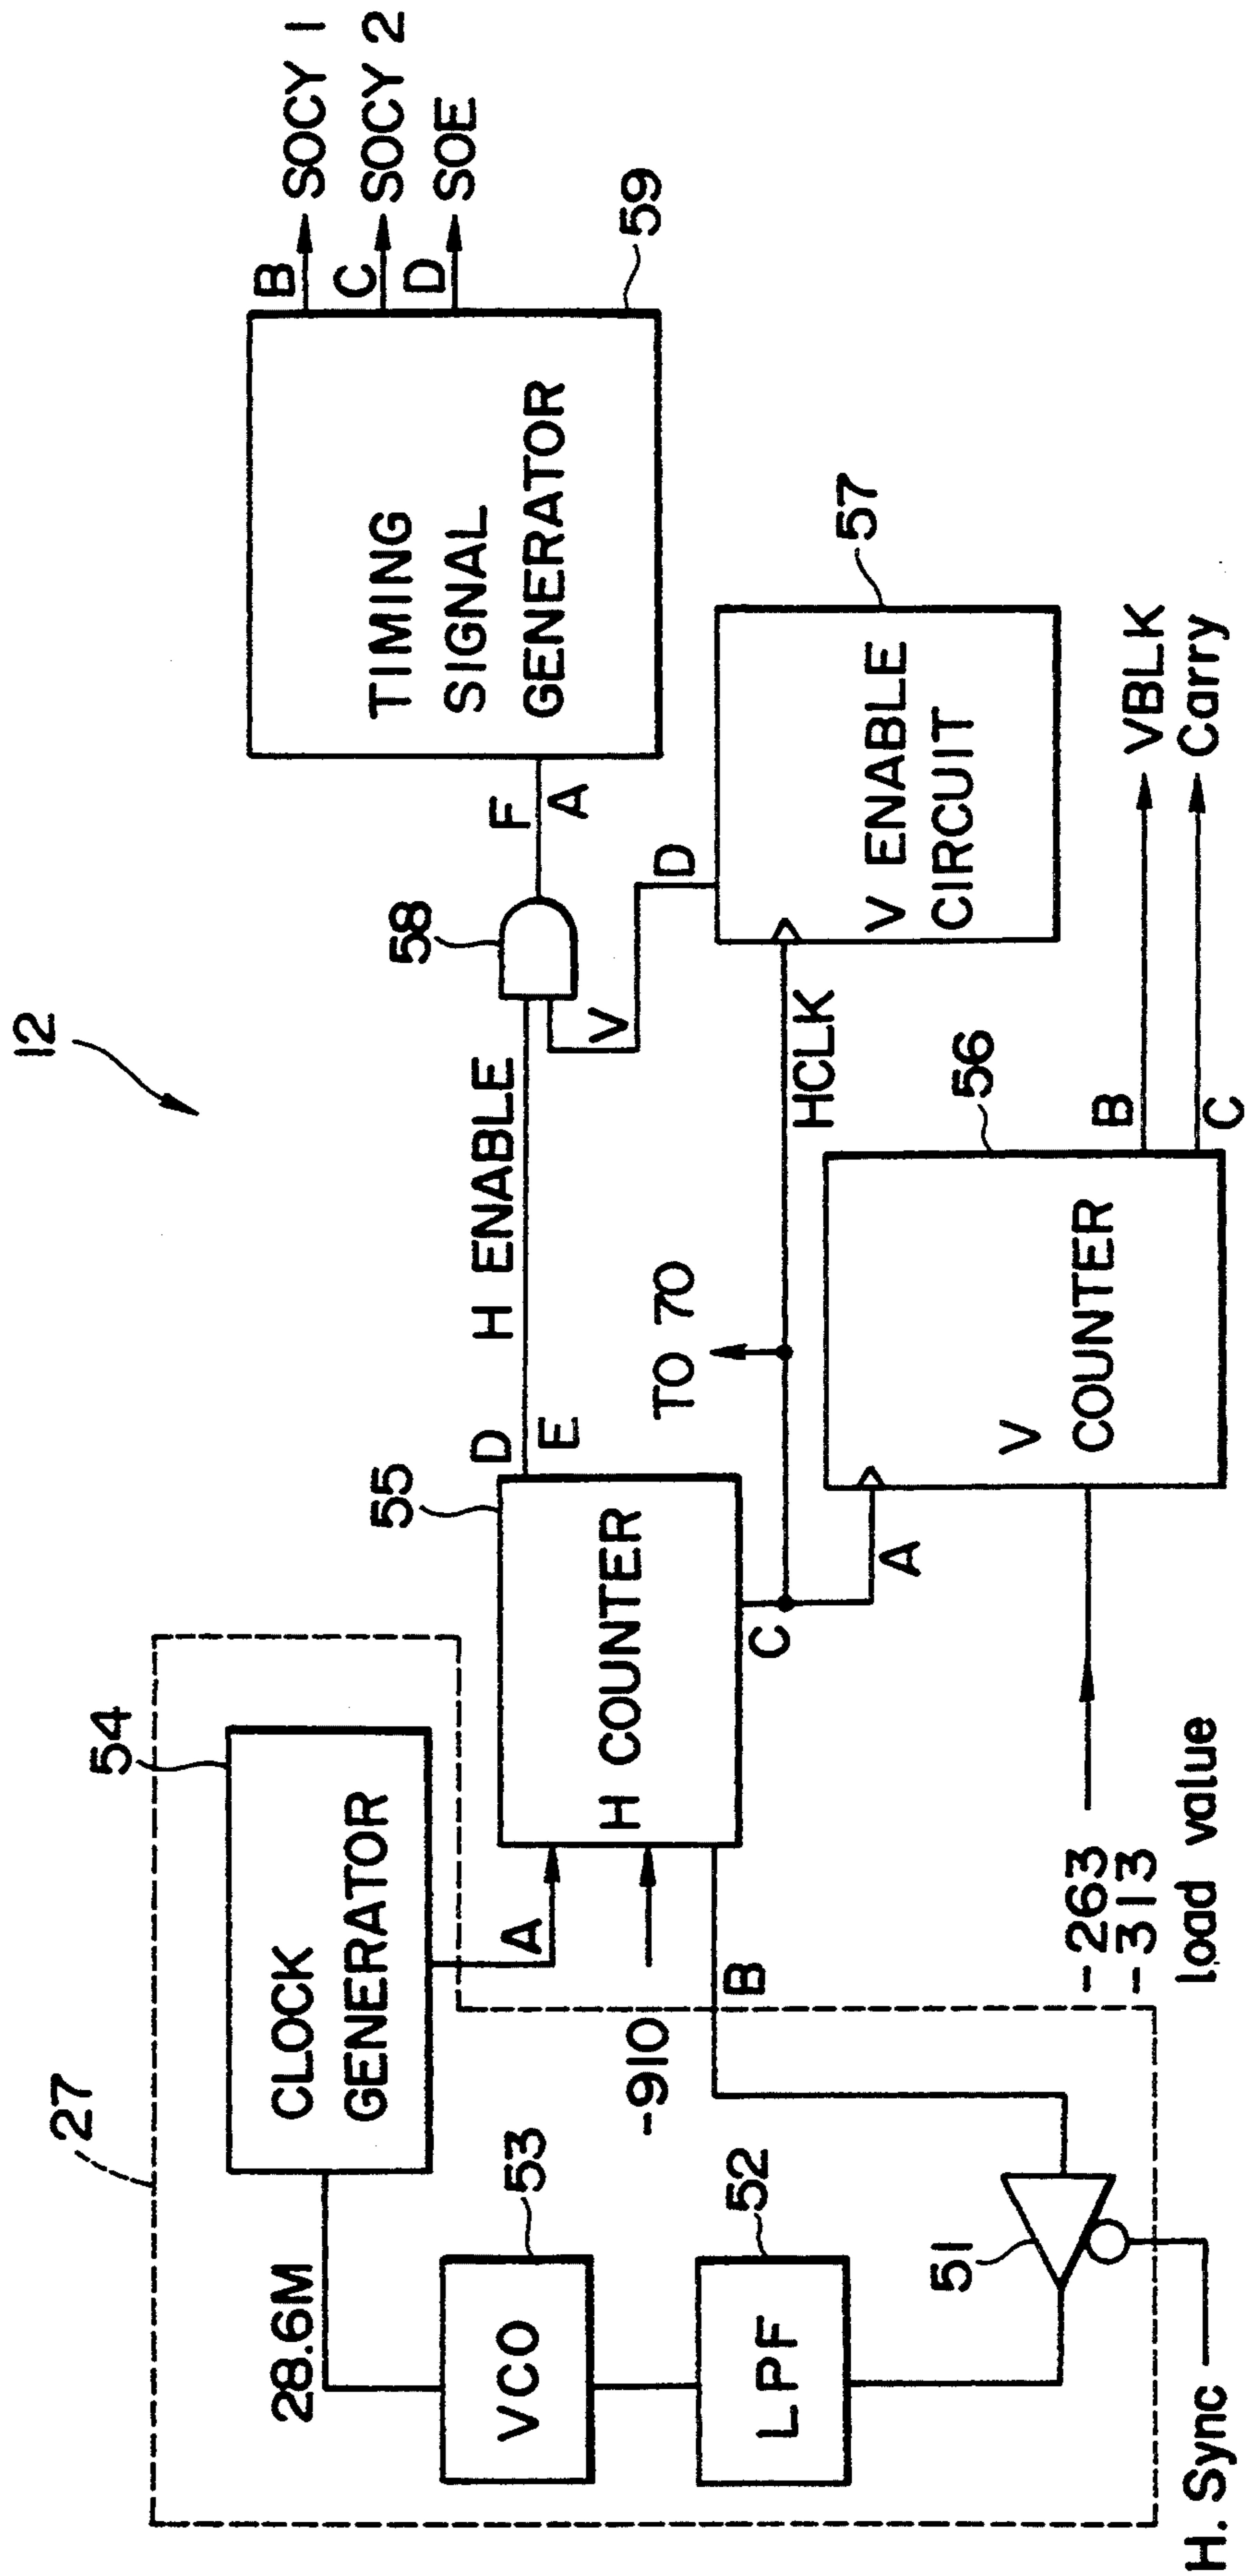 12
27
54
CLOCK
GENERATOR
28.6M
VCO
53
LPF
52
51
H. Sync
A
-910
B
55
H COUNTER
D
E
H ENABLE
C
TO 70
HCLK
A
-263
-313
load value
V
COUNTER
56
B
VBLK
C
Carry
58
V
D
V ENABLE
CIRCUIT
57
F
A
TIMING
SIGNAL
GENERATOR
59
B
SOCY 1
C
SOCY 2
D
SOE